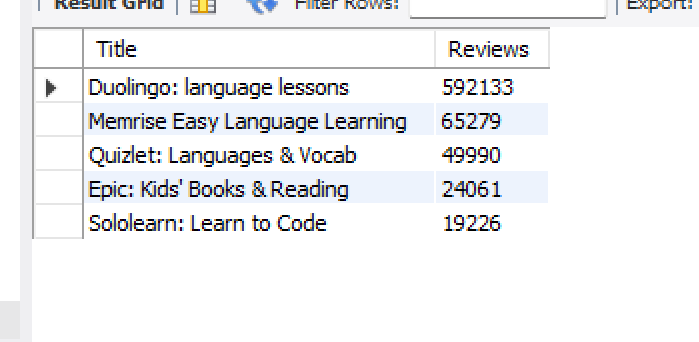 Result Grid Filter Rows: Export:
Title Reviews
Duolingo: language lessons 592133
Memrise Easy Language Learning 65279
Quizlet: Languages & Vocab 49990
Epic: Kids' Books & Reading 24061
Sololearn: Learn to Code 19226